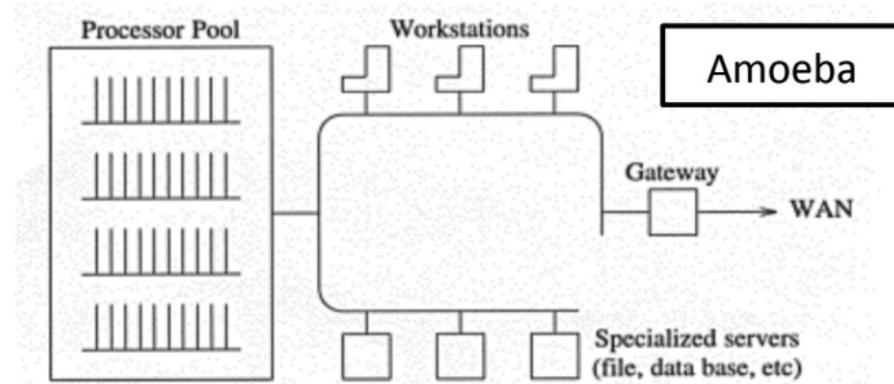 Processor Pool
Workstations
Amoeba
Gateway
WAN
Specialized servers
(file, data base, etc)